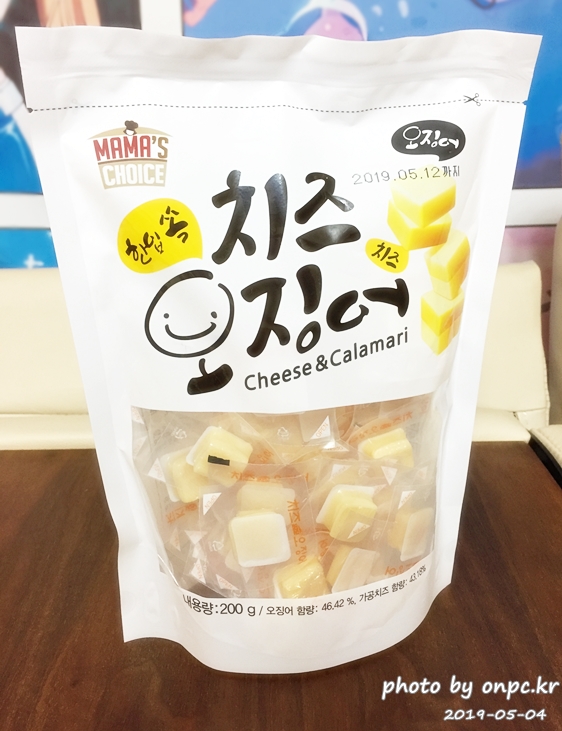 MAMA'S
CHOICE
오징어
2019.05.12까지
한입쏙
치즈
치즈
오징어
Cheese&Calamari
내용량:200 g / 오징어 함량: 46.42 %, 가공치즈 함량: 43.18%
photo by onpc.kr
2019-05-04